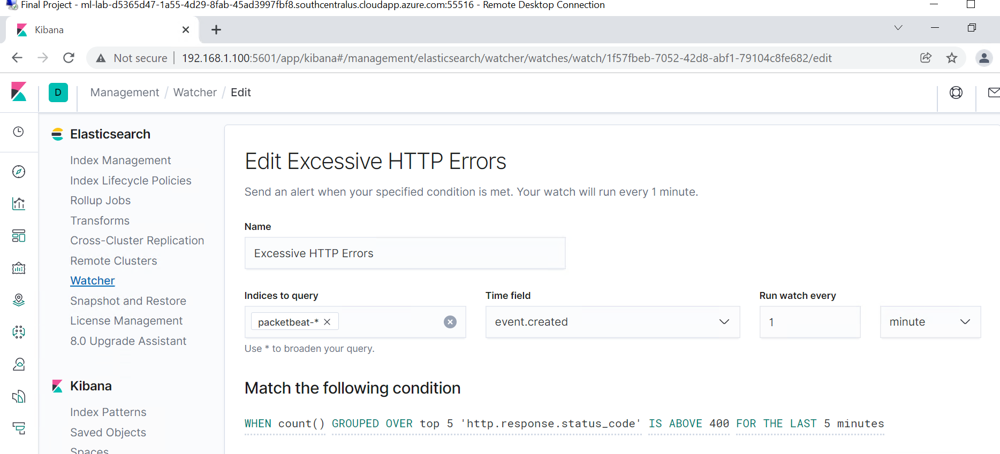 Final Project - ml-lab-d5365d47-1a55-4d29-8fab-45ad3997fbf8.southcentralus.cloudapp.azure.com:55516 - Remote Desktop Connection
Kibana
Not secure 192.168.1.100:5601/app/kibana#/management/elasticsearch/watcher/watches/watch/1f57fbeb-7052-42d8-abf1-79104c8fe682/edit
D Management / Watcher / Edit
Elasticsearch
Index Management
Index Lifecycle Policies
Rollup Jobs
Transforms
Cross-Cluster Replication
Remote Clusters
Watcher
Snapshot and Restore
License Management
8.0 Upgrade Assistant
Kibana
Index Patterns
Saved Objects
Spaces
Edit Excessive HTTP Errors
Send an alert when your specified condition is met. Your watch will run every 1 minute.
Name
Excessive HTTP Errors
Indices to query Time field Run watch every
packetbeat-* event.created 1 minute
Use * to broaden your query.
Match the following condition
WHEN count() GROUPED OVER top 5 'http.response.status_code' IS ABOVE 400 FOR THE LAST 5 minutes